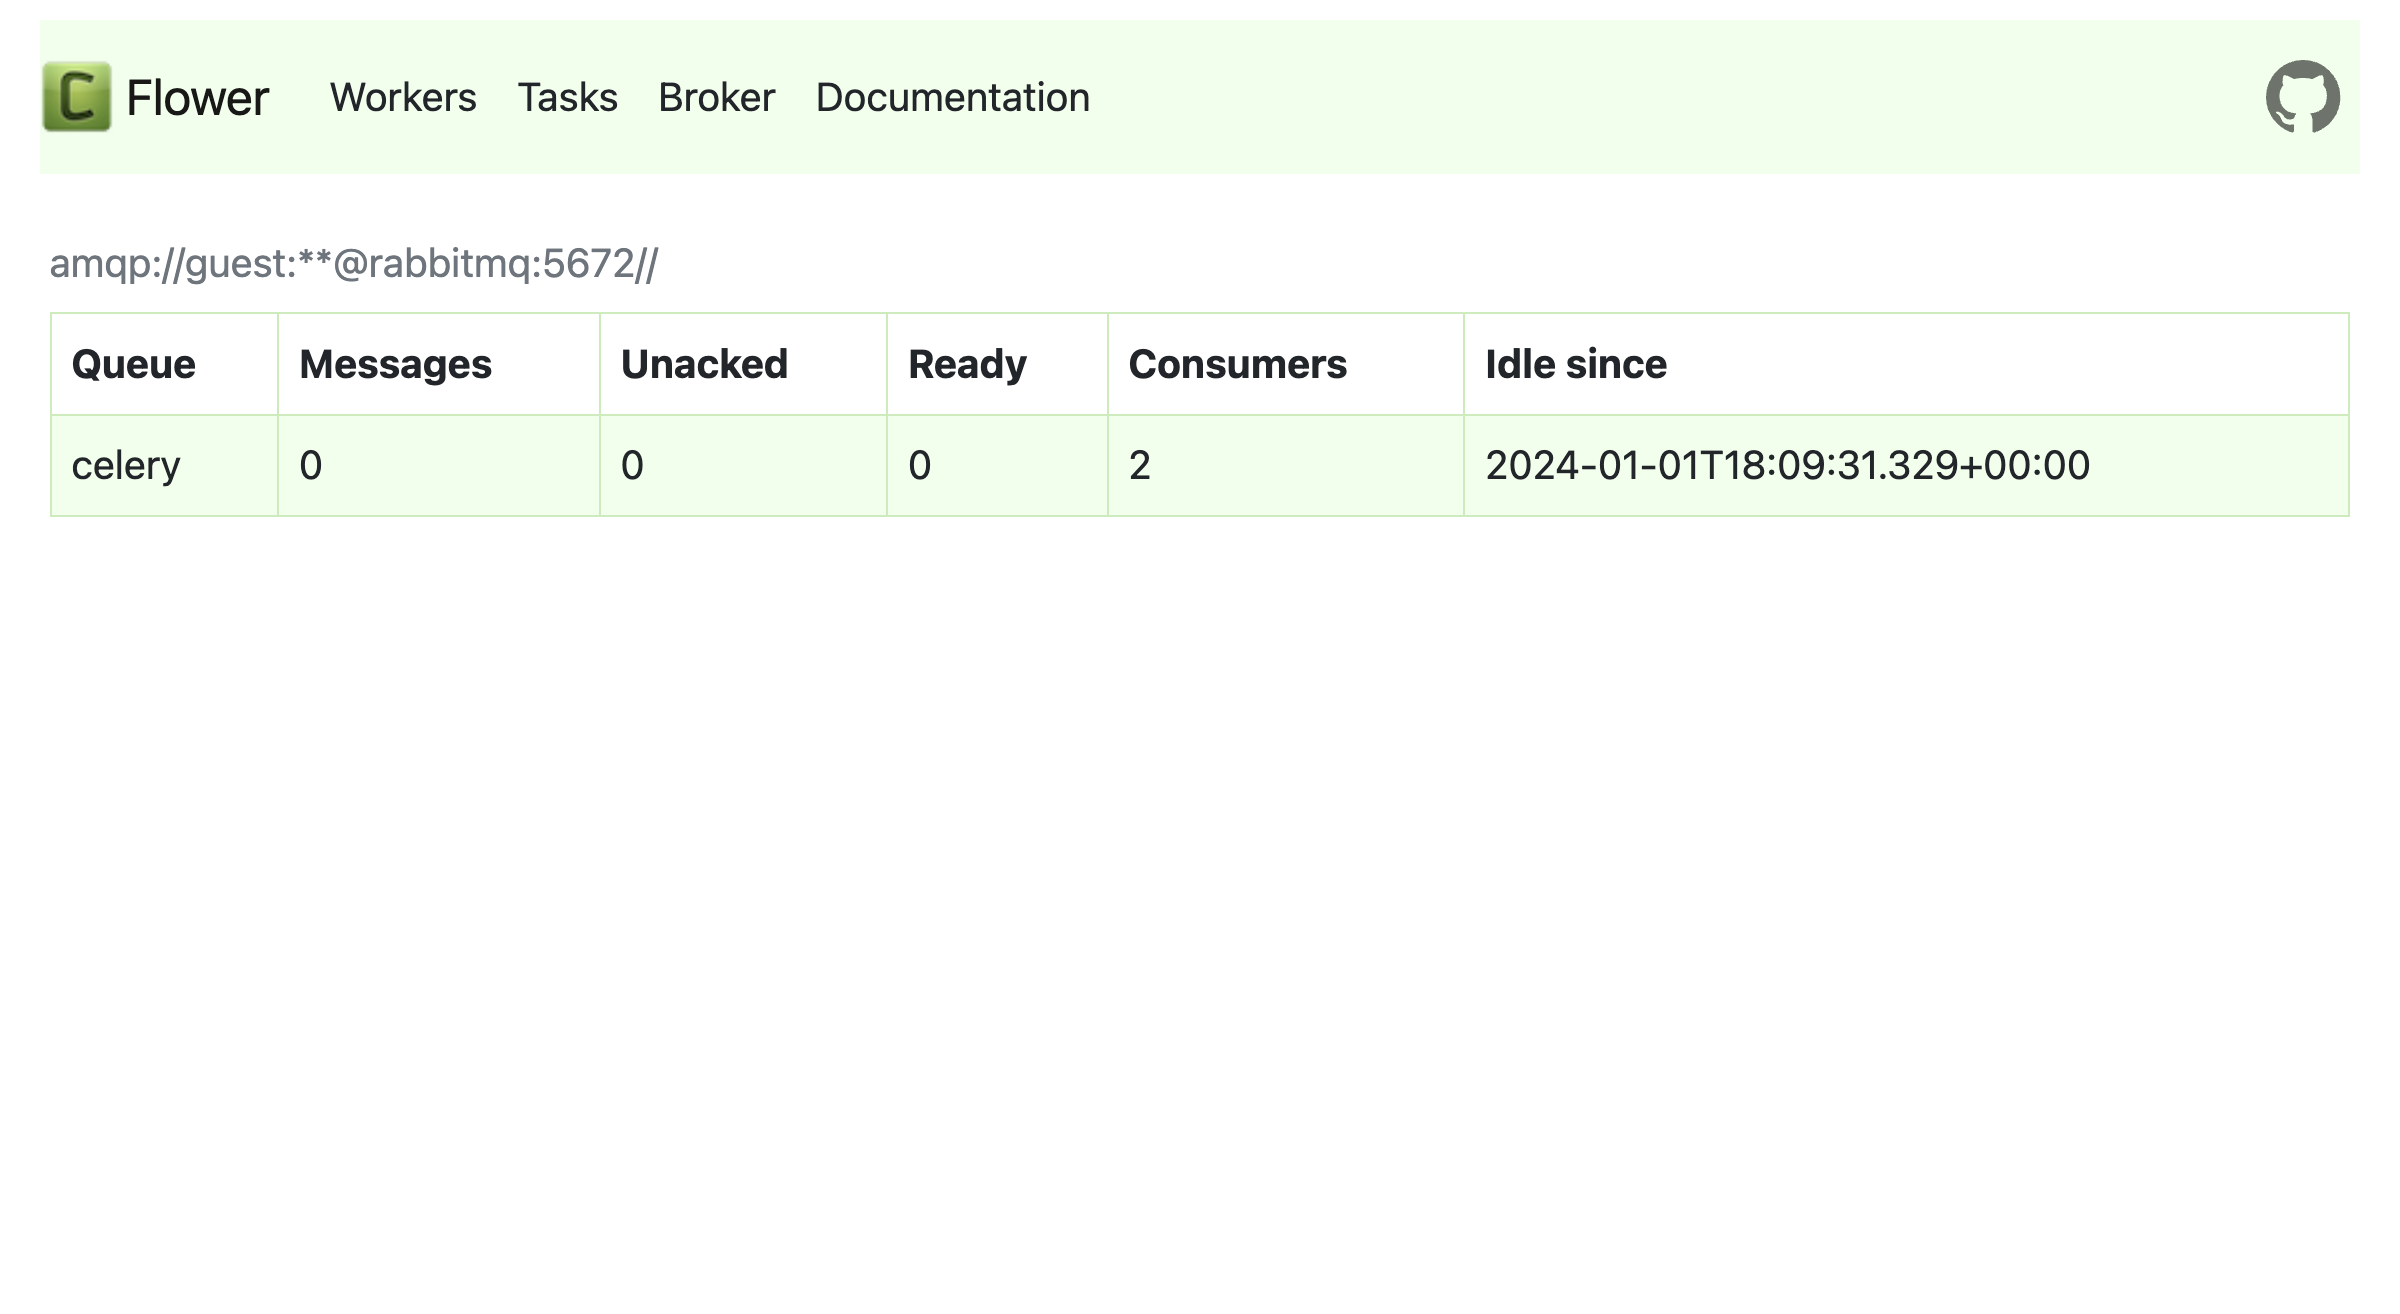 Flower Workers Tasks Broker Documentation
amqp://guest:**@rabbitmq:5672//
Queue Messages Unacked Ready Consumers Idle since
celery 0 0 0 2 2024-01-01T18:09:31.329+00:00